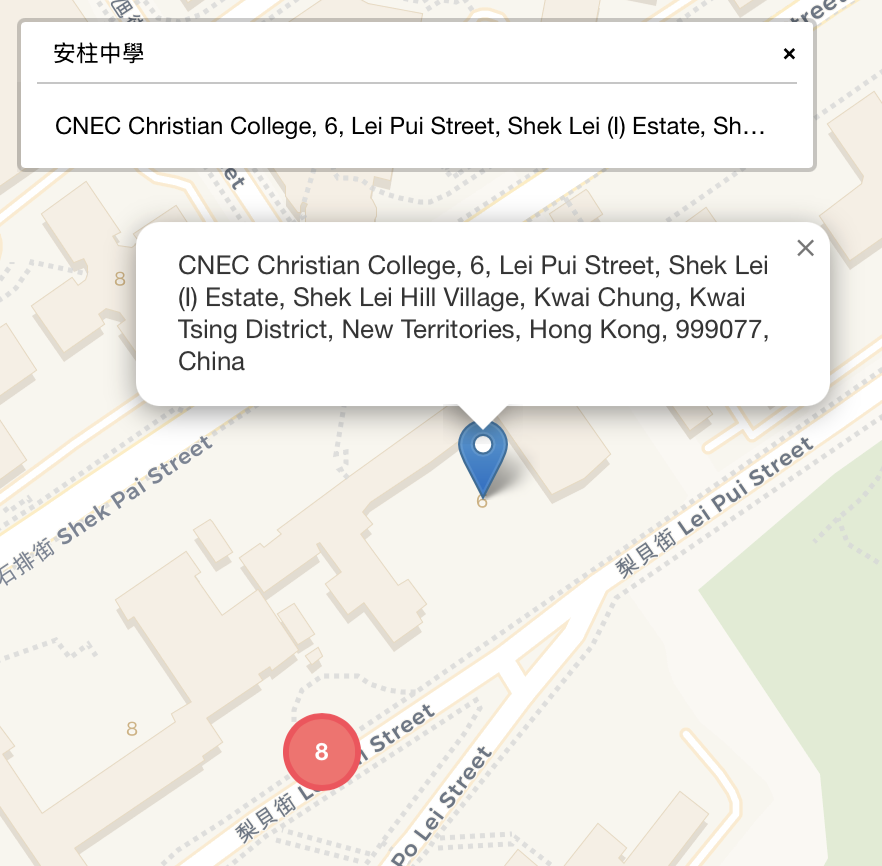 treet
安柱中學
×
CNEC Christian College, 6, Lei Pui Street, Shek Lei (I) Estate, Sh…
et
8
CNEC Christian College, 6, Lei Pui Street, Shek Lei
(I) Estate, Shek Lei Hill Village, Kwai Chung, Kwai
Tsing District, New Territories, Hong Kong, 999077,
China
×
石排街 Shek Pai Street
6
梨貝街 Lei Pui Street
8
8
梨貝街 L
i Street
Po Lei Street